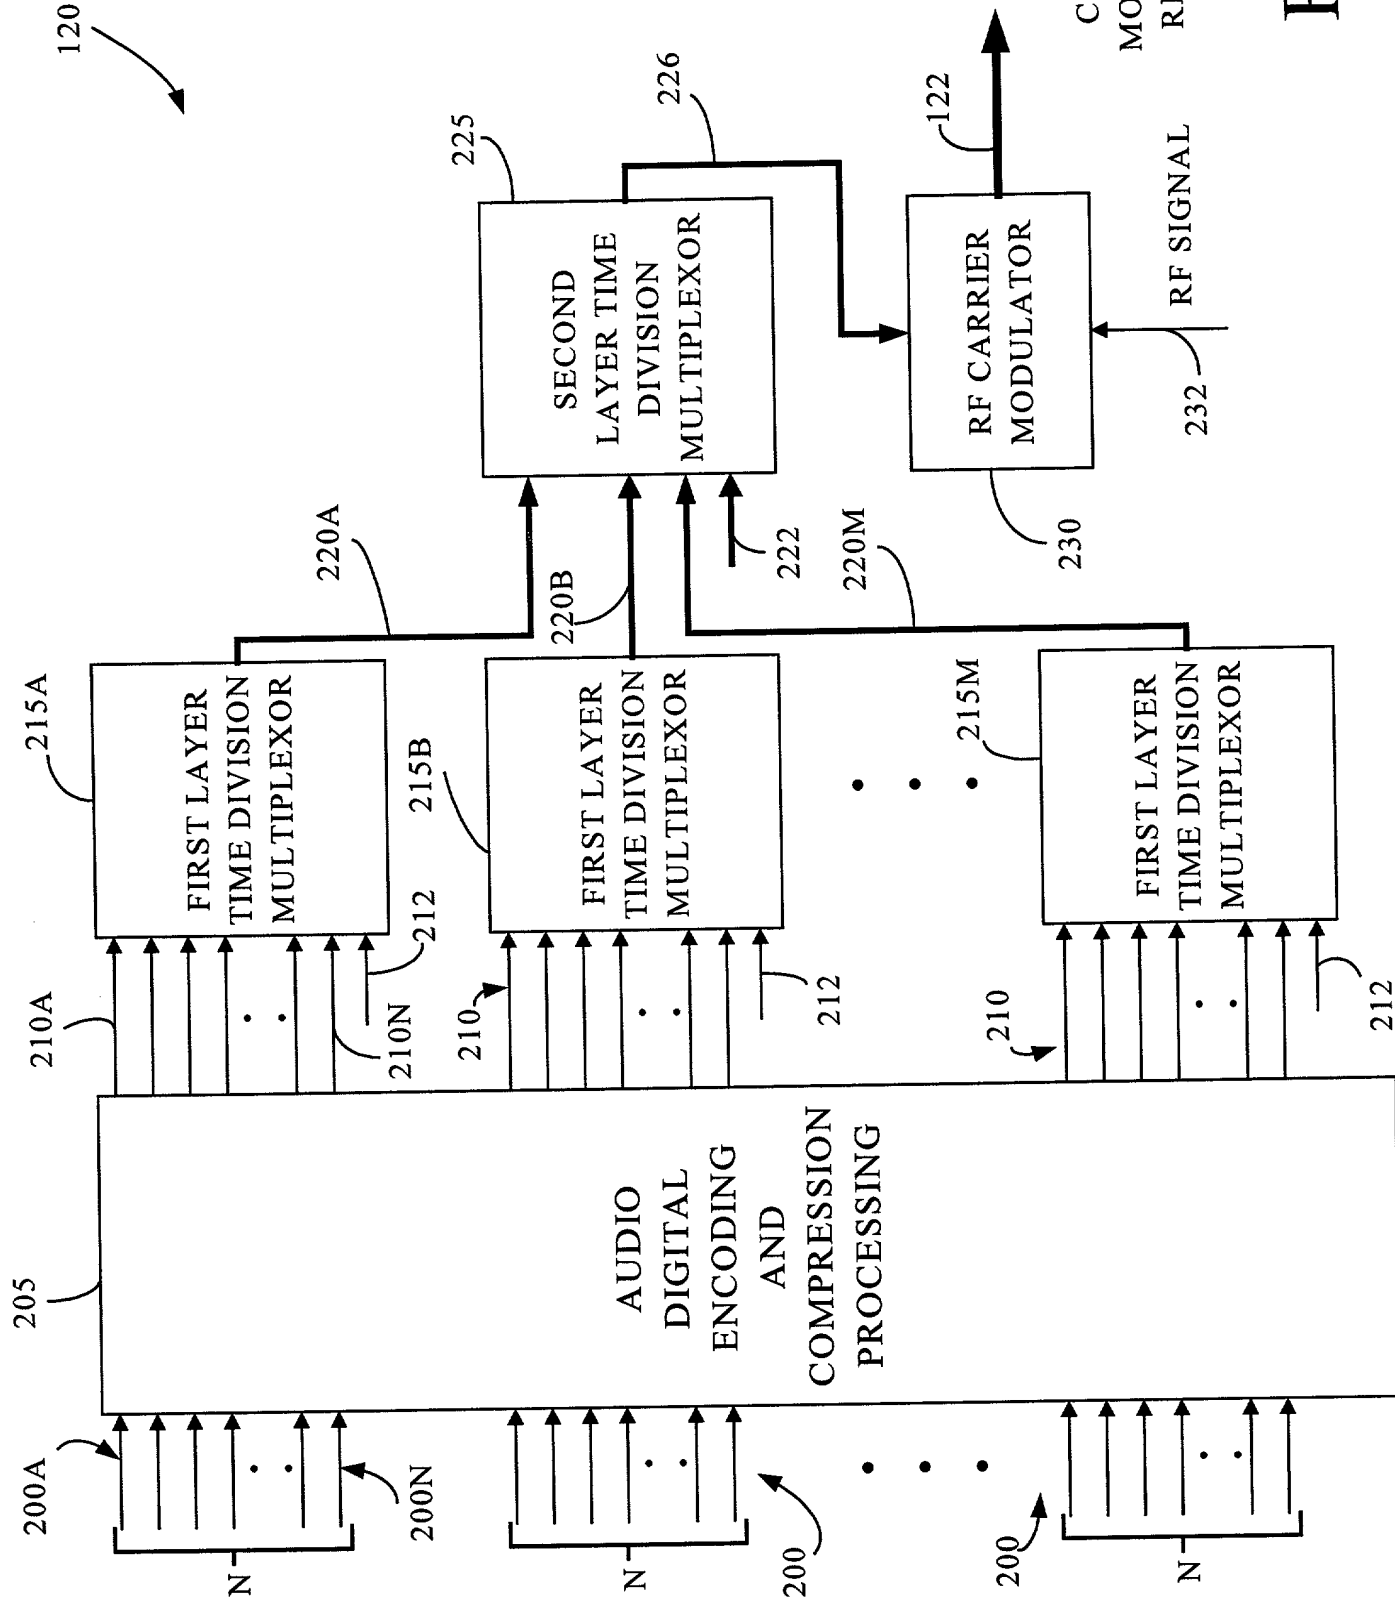 120
205
215A
210A
200A
200N
N
210N
212
FIRST LAYER
TIME DIVISION
MULTIPLEXOR
220A
225
SECOND
LAYER TIME
DIVISION
MULTIPLEXOR
226
215B
210
212
FIRST LAYER
TIME DIVISION
MULTIPLEXOR
220B
222
N
200
AUDIO
DIGITAL
ENCODING
AND
COMPRESSION
PROCESSING
220M
230
RF CARRIER
MODULATOR
122
232
RF SIGNAL
215M
210
212
FIRST LAYER
TIME DIVISION
MULTIPLEXOR
200
N